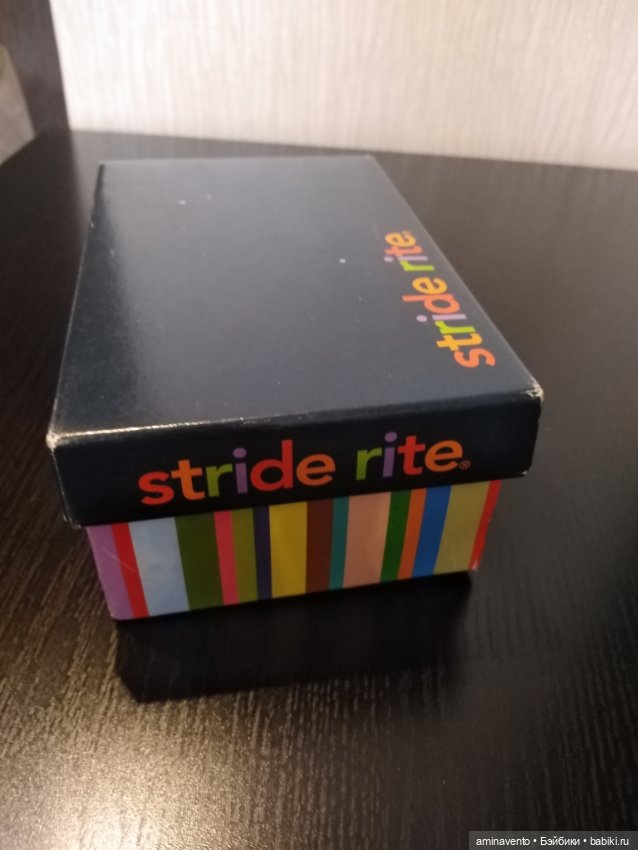 stride rite
stride rite®
aminavento • Бэйбики • babiki.ru